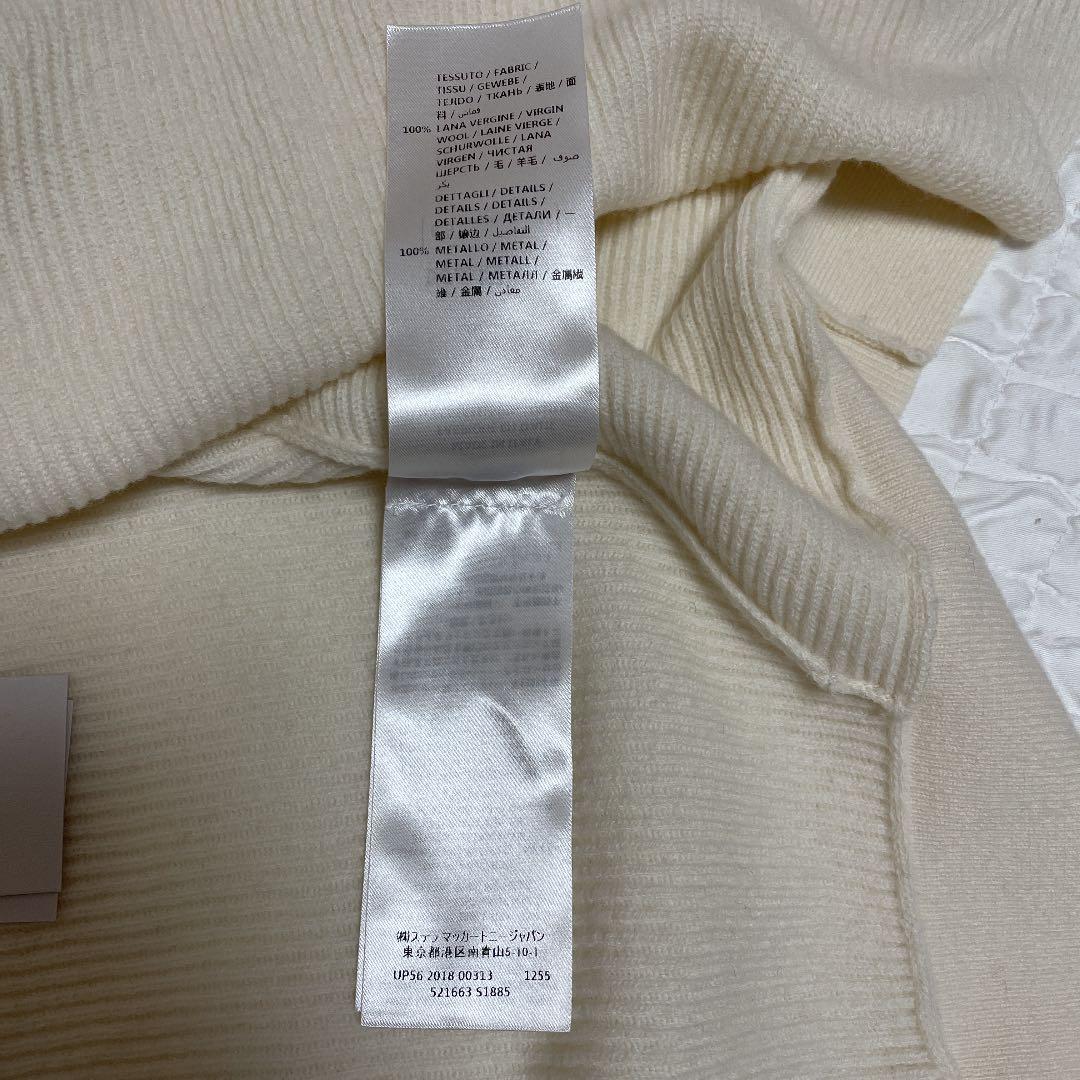 TESSUTO / FABRIC /
TISSU / GEWEBE /
TEJIDO / ТКАНЬ / 表地 / 面
料 / قماش /
100% LANA VERGINE / VIRGIN
WOOL / LAINE VIERGE /
SCHURWOLLE / LANA
VIRGEN / ЧИСТАЯ
ШЕРСТЬ / 毛 / 羊毛 / صوف
بكر
DETTAGLI / DETAILS /
DETAILS / DETAILS /
DETALLES / ДЕТАЛИ / 一
部 / 镶边 / التفاصيل /
100% METALLO / METAL /
METAL / METALL /
METAL / МЕТАЛЛ / 金属繊
維 / 金属 / معادن
㈱ステラ マッカートニー ジャパン
東京都港区南青山5-10-1
UP56 2018 00313 1255
521663 S1885